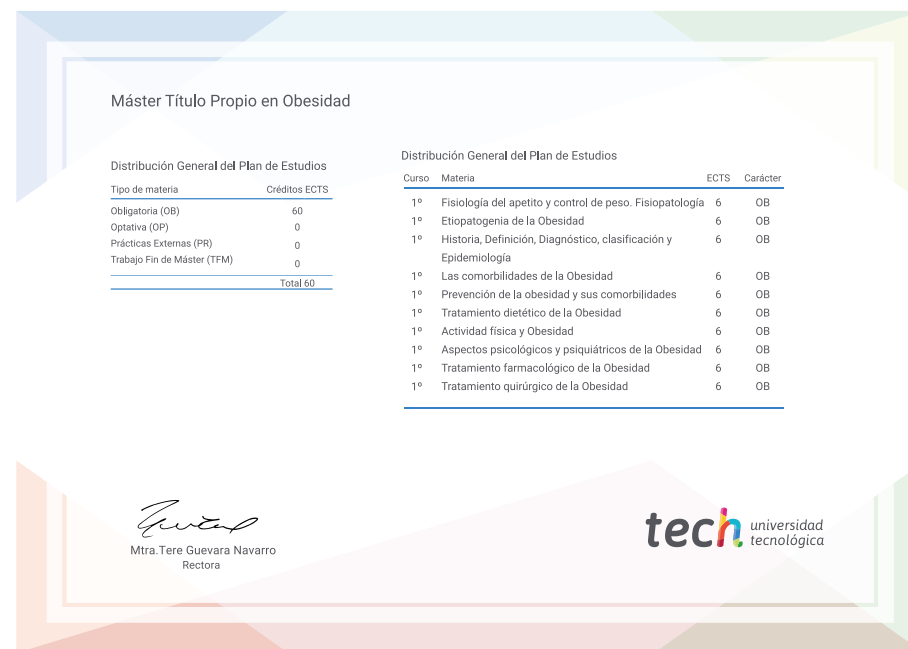 Máster Título Propio en Obesidad
Distribución General del Plan de Estudios
Tipo de materia Créditos ECTS
Obligatoria (OB) 60
Optativa (OP) 0
Prácticas Externas (PR) 0
Trabajo Fin de Máster (TFM) 0
Total 60
Distribución General del Plan de Estudios
Curso Materia ECTS Carácter
1º Fisiología del apetito y control de peso. Fisiopatología 6 OB
1º Etiopatogenia de la Obesidad 6 OB
1º Historia, Definición, Diagnóstico, clasificación y 6 OB
Epidemiología
1º Las comorbilidades de la Obesidad 6 OB
1º Prevención de la obesidad y sus comorbilidades 6 OB
1º Tratamiento dietético de la Obesidad 6 OB
1º Actividad física y Obesidad 6 OB
1º Aspectos psicológicos y psiquiátricos de la Obesidad 6 OB
1º Tratamiento farmacológico de la Obesidad 6 OB
1º Tratamiento quirúrgico de la Obesidad 6 OB
Mtra.Tere Guevara Navarro
Rectora
tech universidad
tecnológica